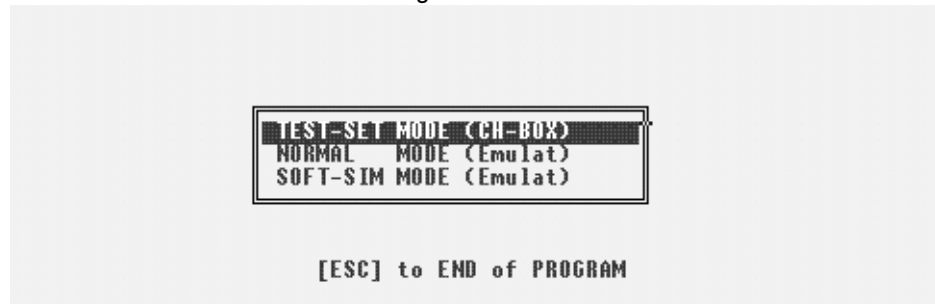 TEST-SET MODE (CH-BOX)
NORMAL   MODE (Emulat)
SOFT-SIM MODE (Emulat)
[ESC] to END of PROGRAM